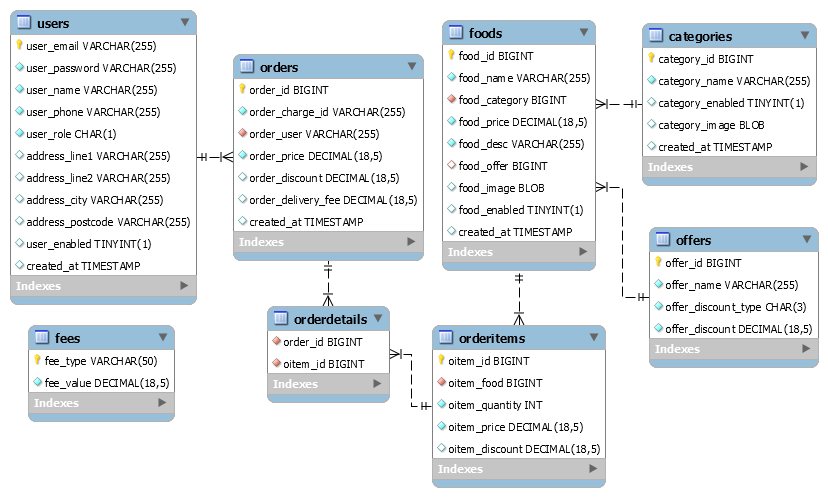 users
user_email VARCHAR(255)
user_password VARCHAR(255)
user_name VARCHAR(255)
user_phone VARCHAR(255)
user_role CHAR(1)
address_line1 VARCHAR(255)
address_line2 VARCHAR(255)
address_city VARCHAR(255)
address_postcode VARCHAR(255)
user_enabled TINYINT(1)
created_at TIMESTAMP
Indexes
orders
order_id BIGINT
order_charge_id VARCHAR(255)
order_user VARCHAR(255)
order_price DECIMAL(18,5)
order_discount DECIMAL(18,5)
order_delivery_fee DECIMAL(18,5)
created_at TIMESTAMP
Indexes
foods
food_id BIGINT
food_name VARCHAR(255)
food_category BIGINT
food_price DECIMAL(18,5)
food_desc VARCHAR(255)
food_offer BIGINT
food_image BLOB
food_enabled TINYINT(1)
created_at TIMESTAMP
Indexes
categories
category_id BIGINT
category_name VARCHAR(255)
category_enabled TINYINT(1)
category_image BLOB
created_at TIMESTAMP
Indexes
offers
offer_id BIGINT
offer_name VARCHAR(255)
offer_discount_type CHAR(3)
offer_discount DECIMAL(18,5)
Indexes
fees
fee_type VARCHAR(50)
fee_value DECIMAL(18,5)
Indexes
orderdetails
order_id BIGINT
oitem_id BIGINT
Indexes
orderitems
oitem_id BIGINT
oitem_food BIGINT
oitem_quantity INT
oitem_price DECIMAL(18,5)
oitem_discount DECIMAL(18,5)
Indexes